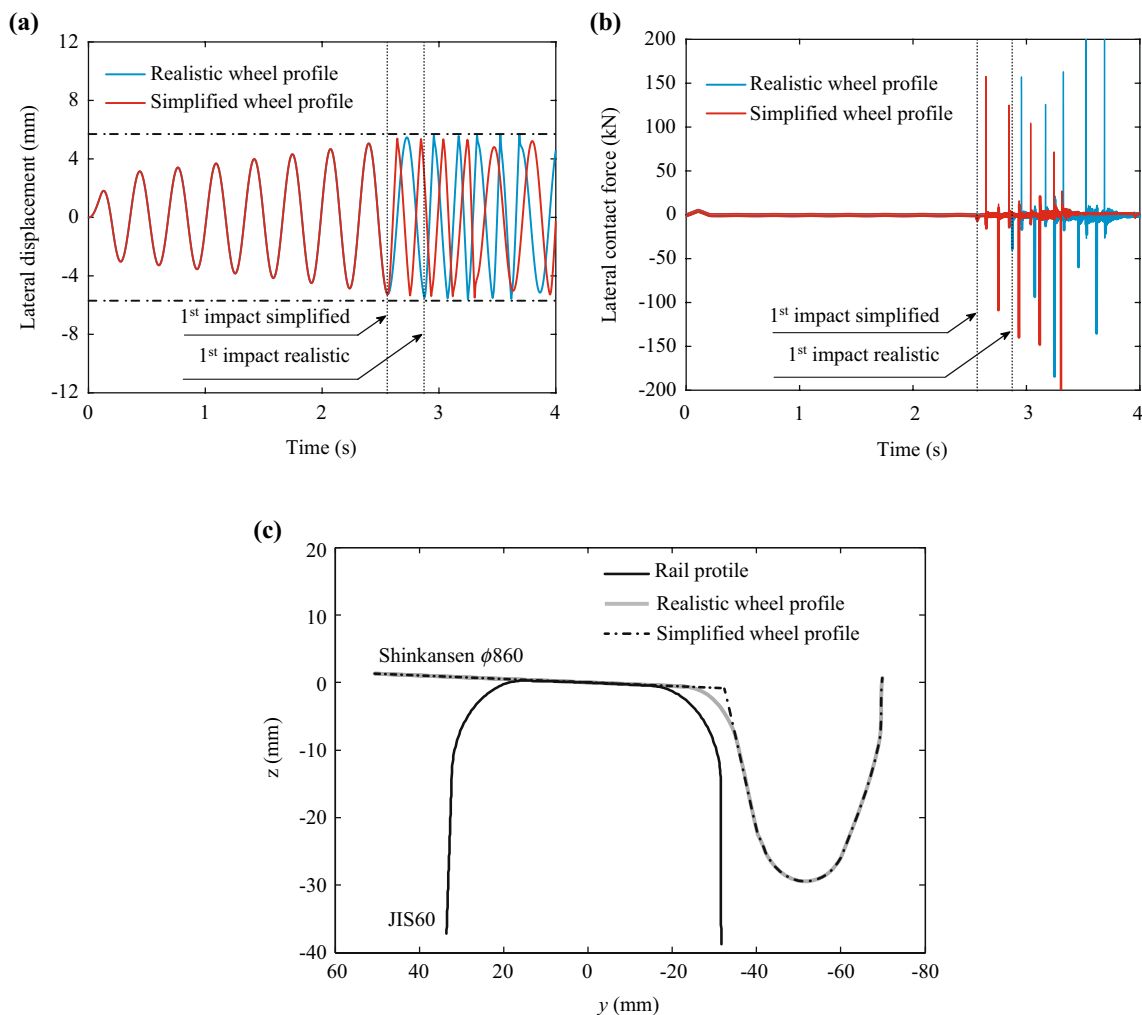 (a)
12
8
4
0
-4
-8
-12
Lateral displacement (mm)
Realistic wheel profile
Simplified wheel profile
1st impact simplified
1st impact realistic
0
1
2
3
4
Time (s)
(b)
200
150
100
50
0
-50
-100
-150
-200
Lateral contact force (kN)
Realistic wheel profile
Simplified wheel profile
1st impact simplified
1st impact realistic
0
1
2
3
4
Time (s)
(c)
20
10
0
-10
-20
-30
-40
z (mm)
Rail protile
Realistic wheel profile
Simplified wheel profile
Shinkansen ϕ860
JIS60
60
40
20
0
-20
-40
-60
-80
y (mm)